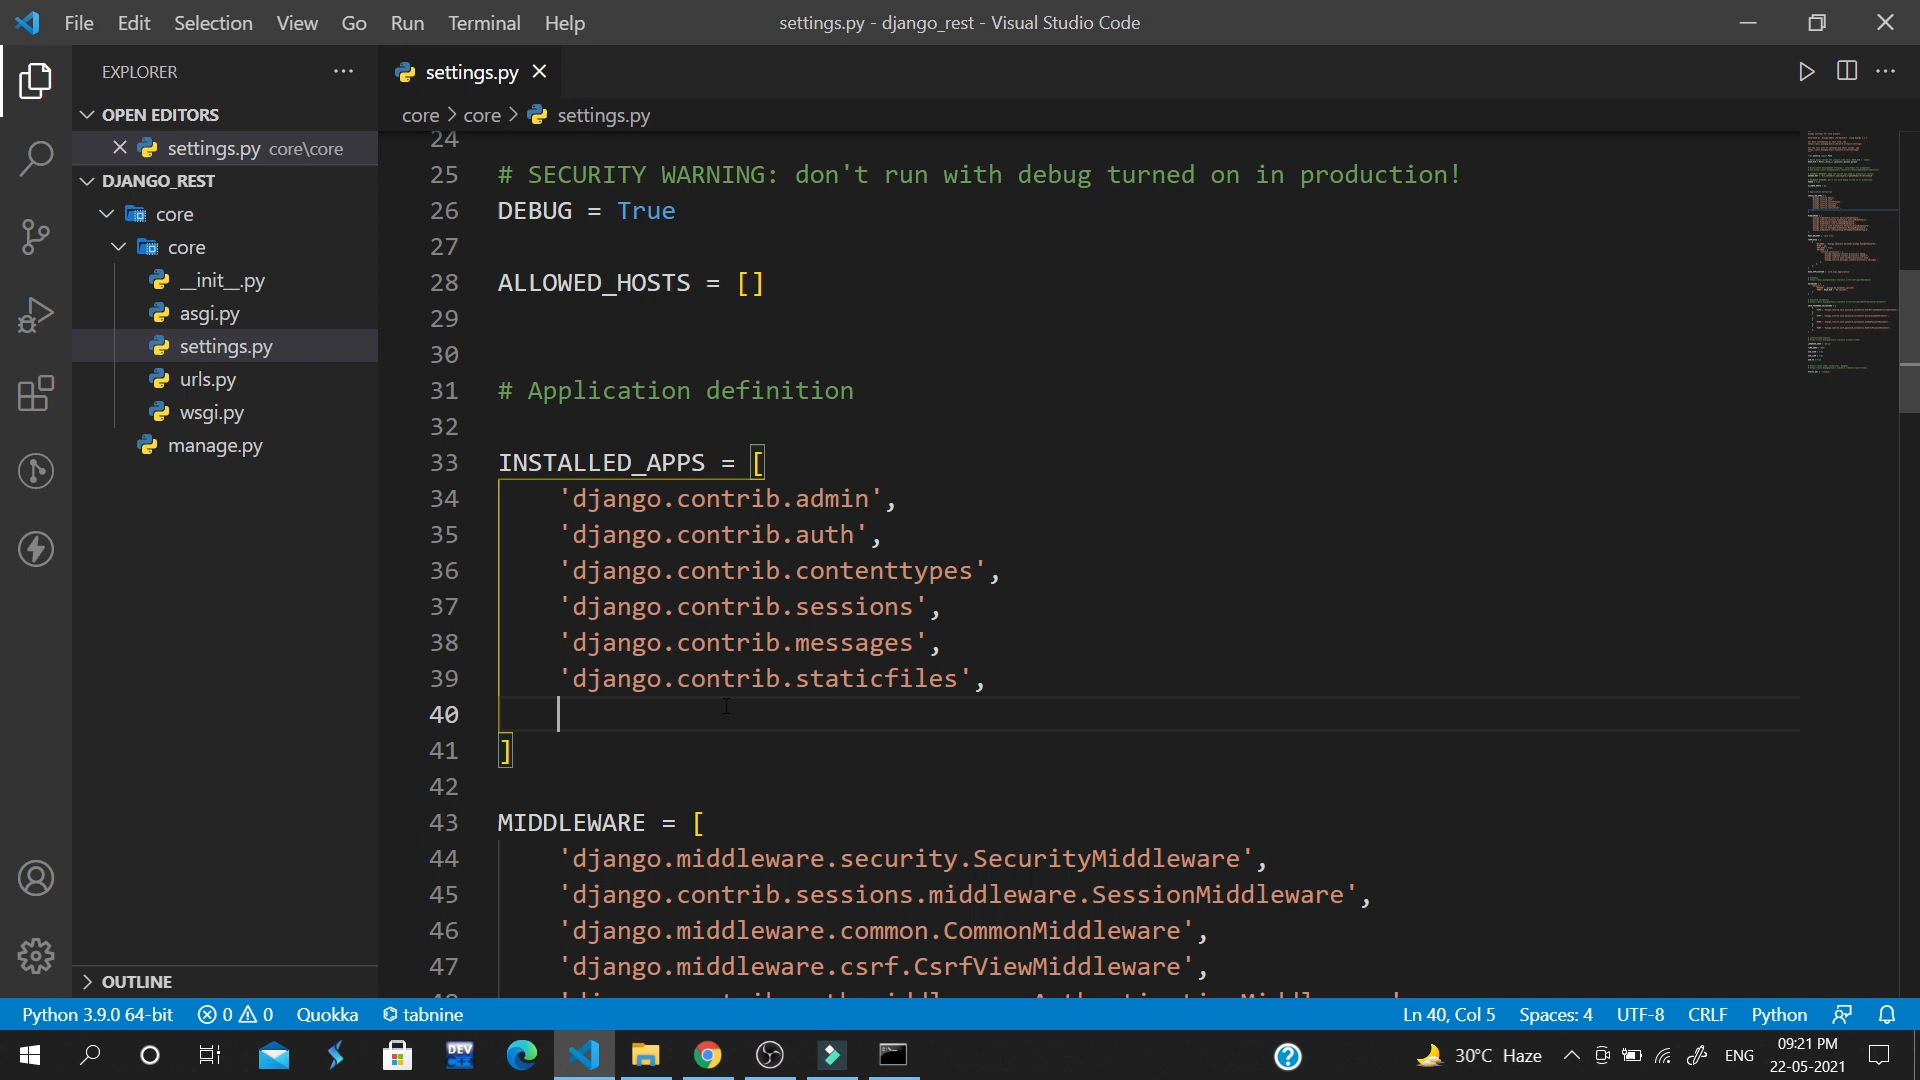 File Edit Selection View Go Run Terminal Help
settings.py - django_rest - Visual Studio Code
EXPLORER
OPEN EDITORS
settings.py core\core
DJANGO_REST
core
core
__init__.py
asgi.py
settings.py
urls.py
wsgi.py
manage.py
OUTLINE
settings.py
core > core > settings.py
24
25 # SECURITY WARNING: don't run with debug turned on in production!
26 DEBUG = True
27
28 ALLOWED_HOSTS = []
29
30
31 # Application definition
32
33 INSTALLED_APPS = [
34 'django.contrib.admin',
35 'django.contrib.auth',
36 'django.contrib.contenttypes',
37 'django.contrib.sessions',
38 'django.contrib.messages',
39 'django.contrib.staticfiles',
40
41 ]
42
43 MIDDLEWARE = [
44 'django.middleware.security.SecurityMiddleware',
45 'django.contrib.sessions.middleware.SessionMiddleware',
46 'django.middleware.common.CommonMiddleware',
47 'django.middleware.csrf.CsrfViewMiddleware',
Python 3.9.0 64-bit 0 0 Quokka tabnine Ln 40, Col 5 Spaces: 4 UTF-8 CRLF Python
DEV C++
30°C Haze ENG 09:21 PM
22-05-2021